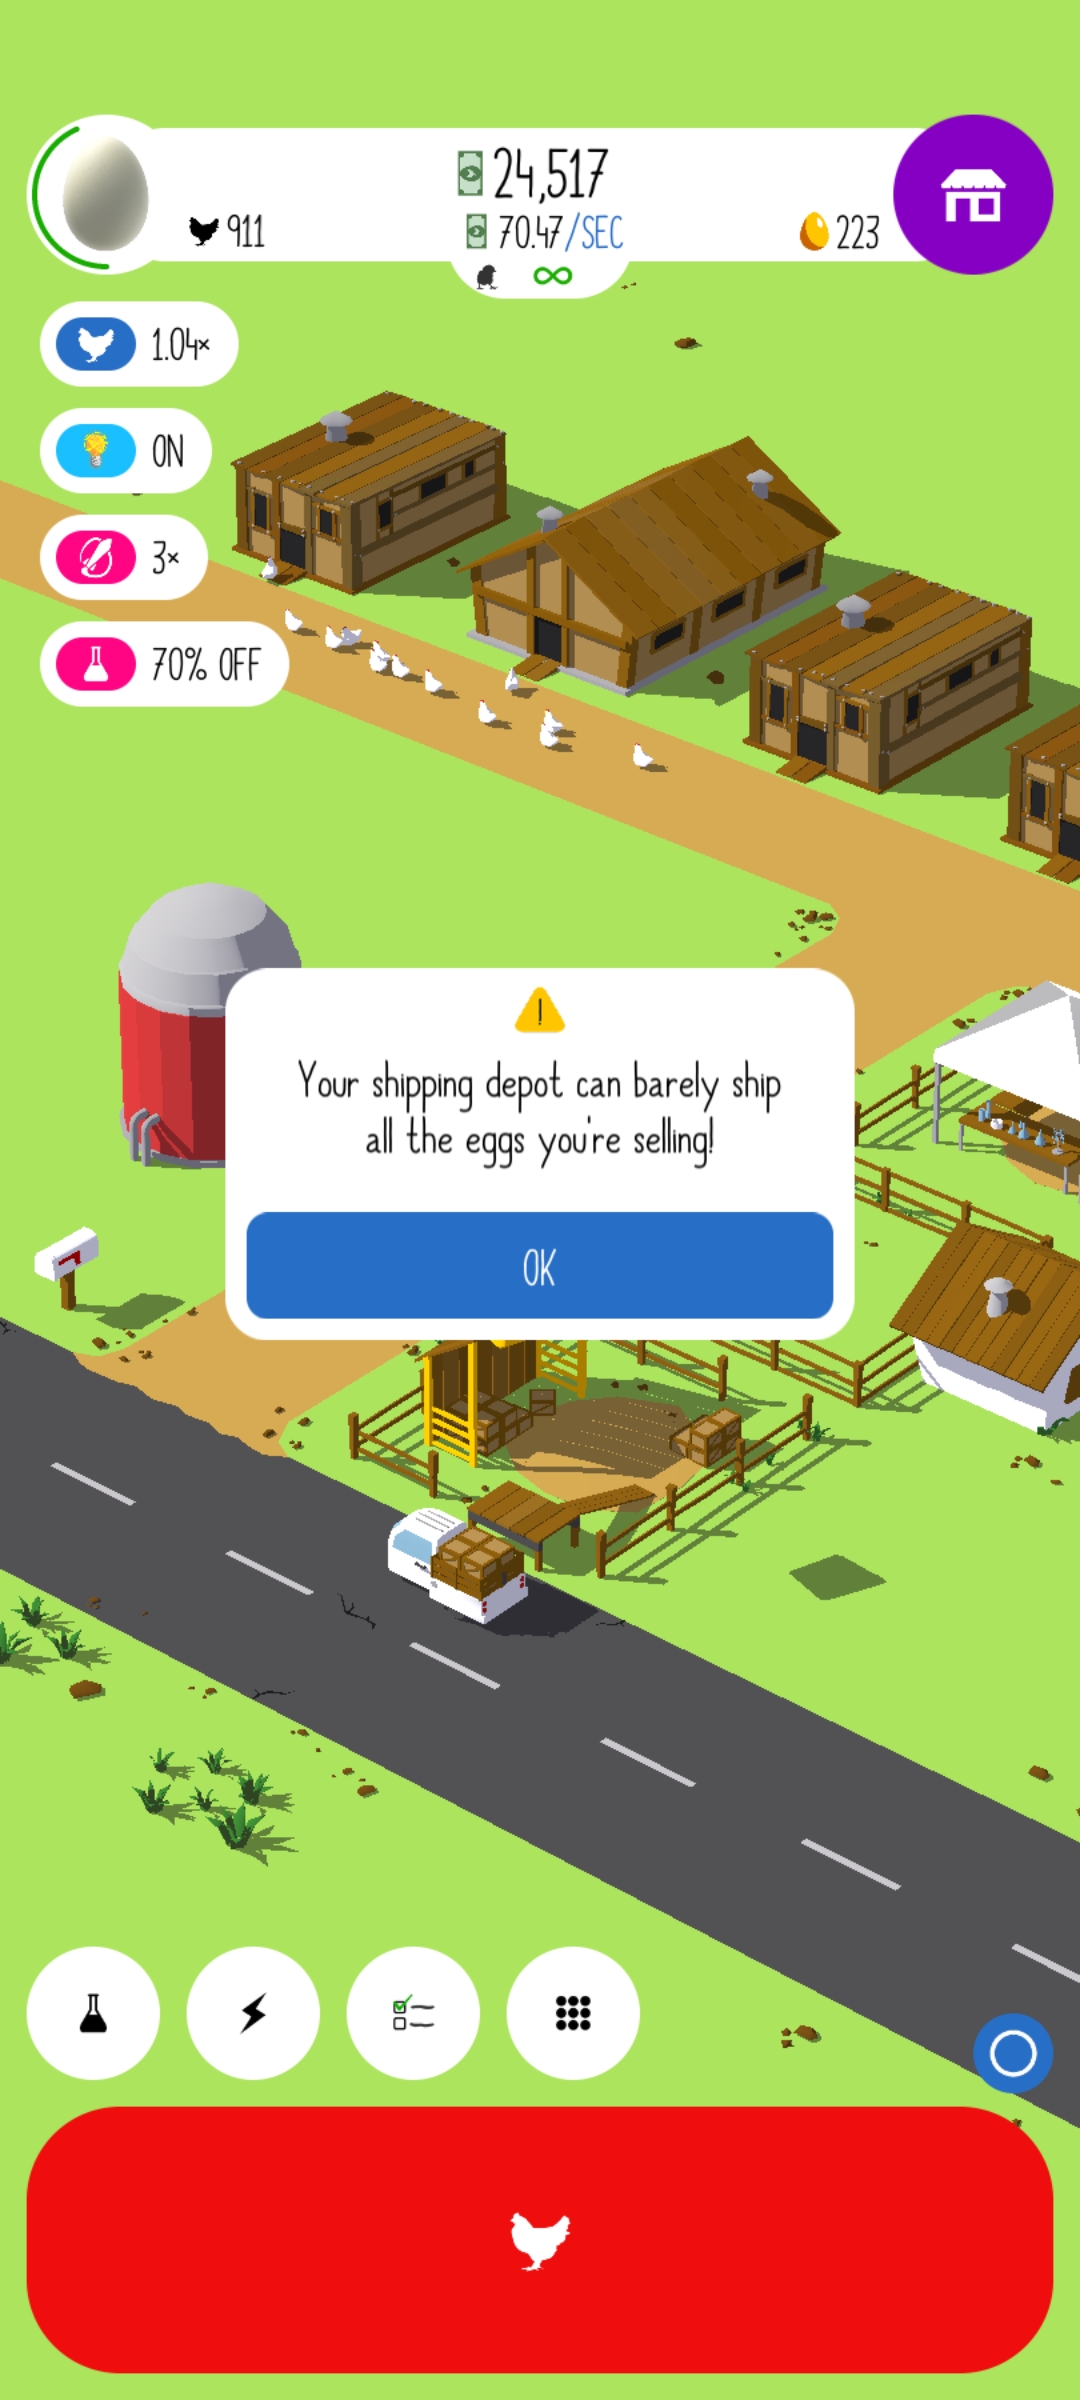 24,517
911
70.47/SEC
223
∞
1.04×
ON
3×
70% OFF
Your shipping depot can barely ship
all the eggs you're selling!
OK